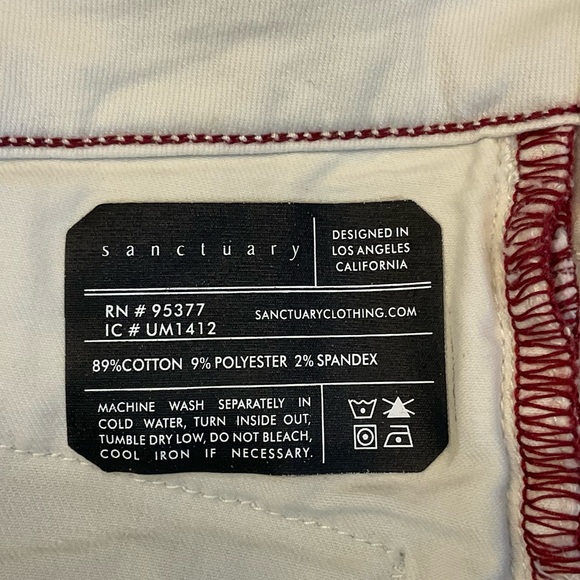 sanctuary
DESIGNED IN
LOS ANGELES
CALIFORNIA
RN # 95377
IC # UM1412
SANCTUARYCLOTHING.COM
89%COTTON 9% POLYESTER 2% SPANDEX
MACHINE WASH SEPARATELY IN
COLD WATER, TURN INSIDE OUT,
TUMBLE DRY LOW, DO NOT BLEACH,
COOL IRON IF NECESSARY.